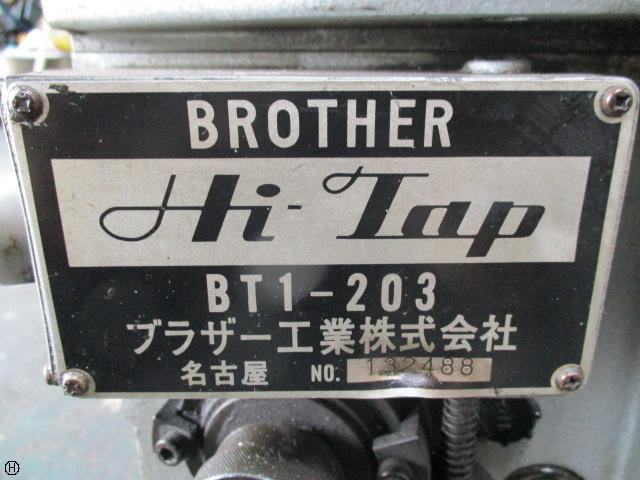 BROTHER
Hi-Tap
BT1-203
ブラザー工業株式会社
名古屋 NO. 132488
H